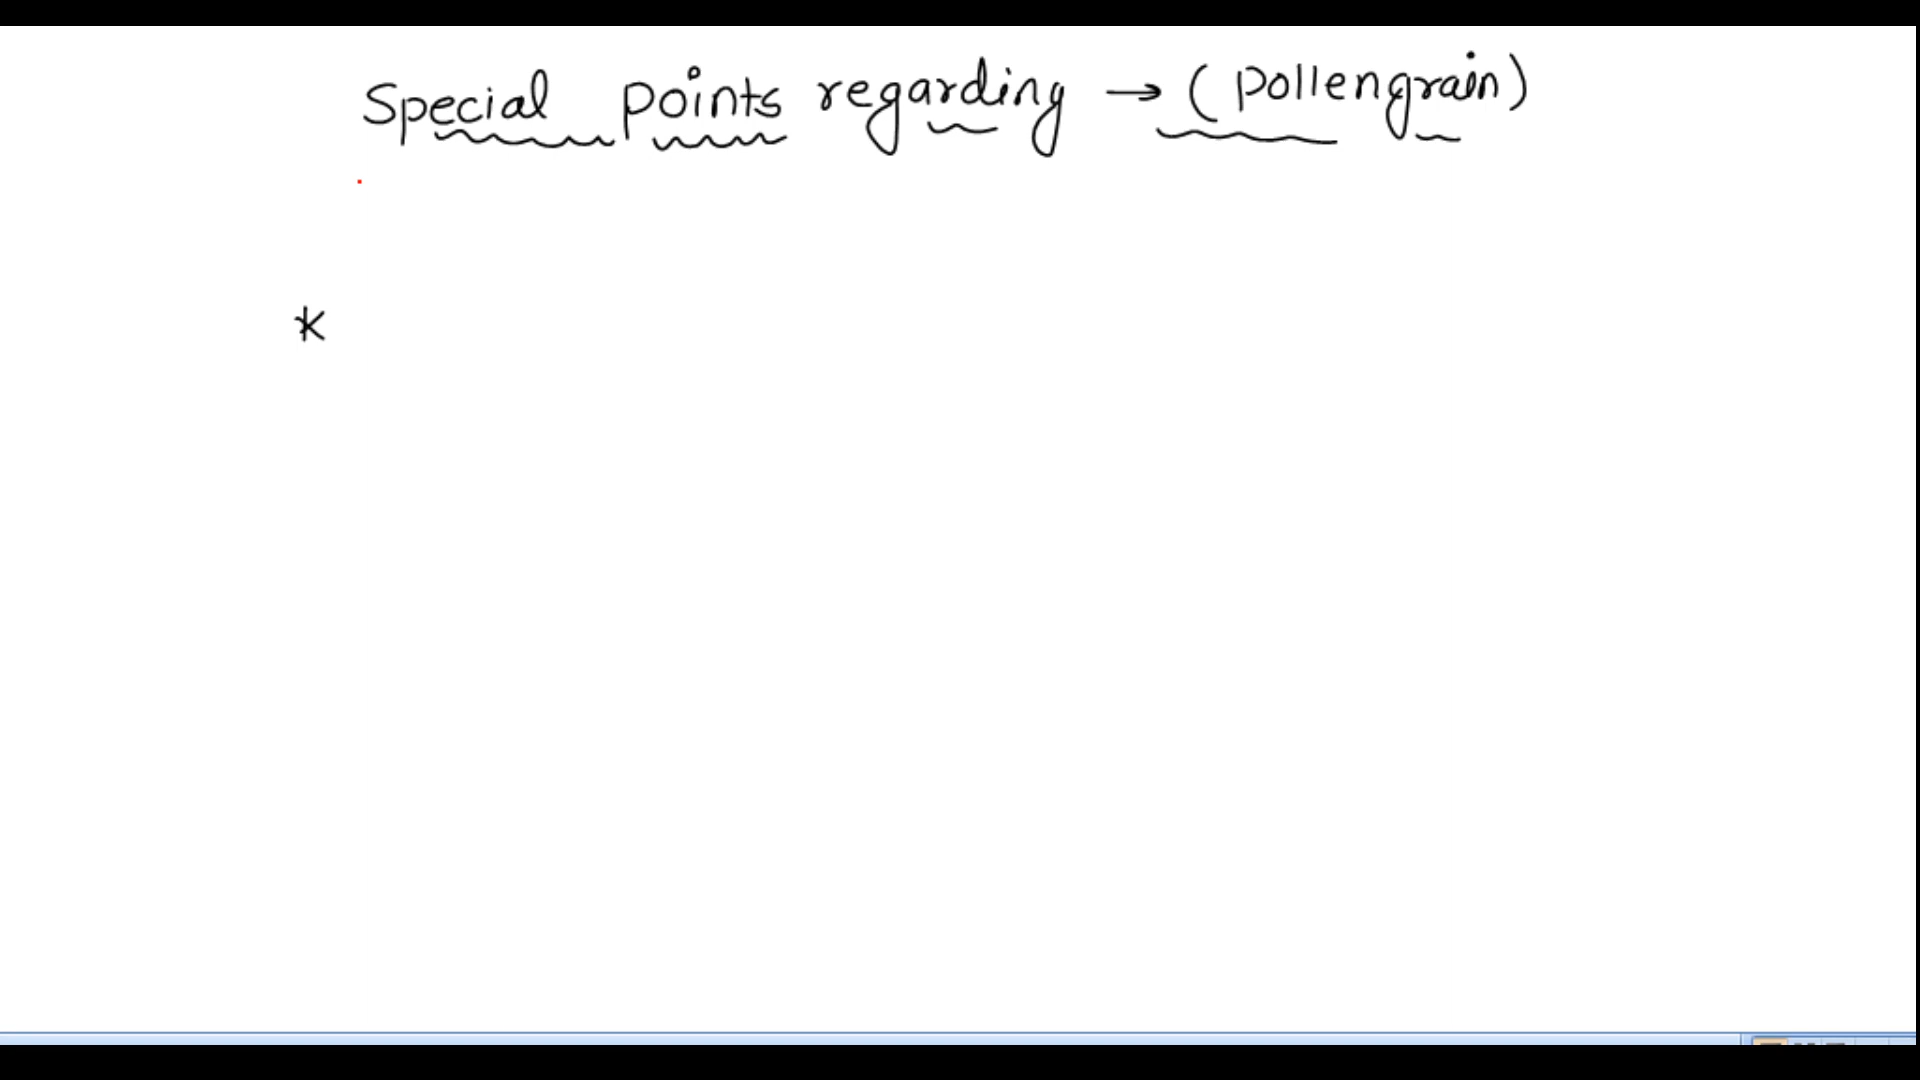 Special points regarding → (pollengrain)
*